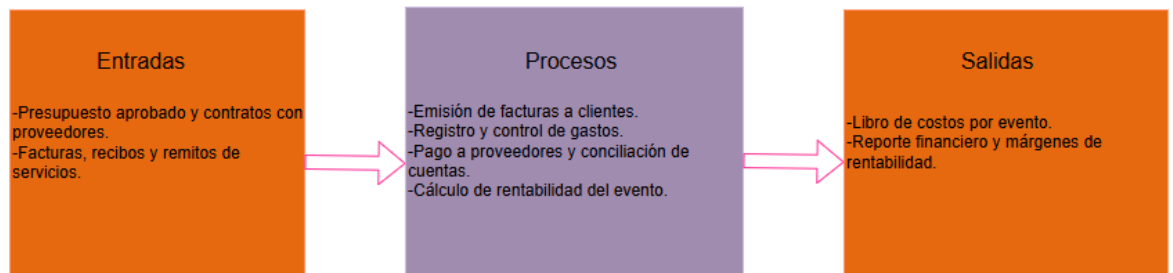 Entradas
-Presupuesto aprobado y contratos con
proveedores.
-Facturas, recibos y remitos de
servicios.
Procesos
-Emisión de facturas a clientes.
-Registro y control de gastos.
-Pago a proveedores y conciliación de
cuentas.
-Cálculo de rentabilidad del evento.
Salidas
-Libro de costos por evento.
-Reporte financiero y márgenes de
rentabilidad.